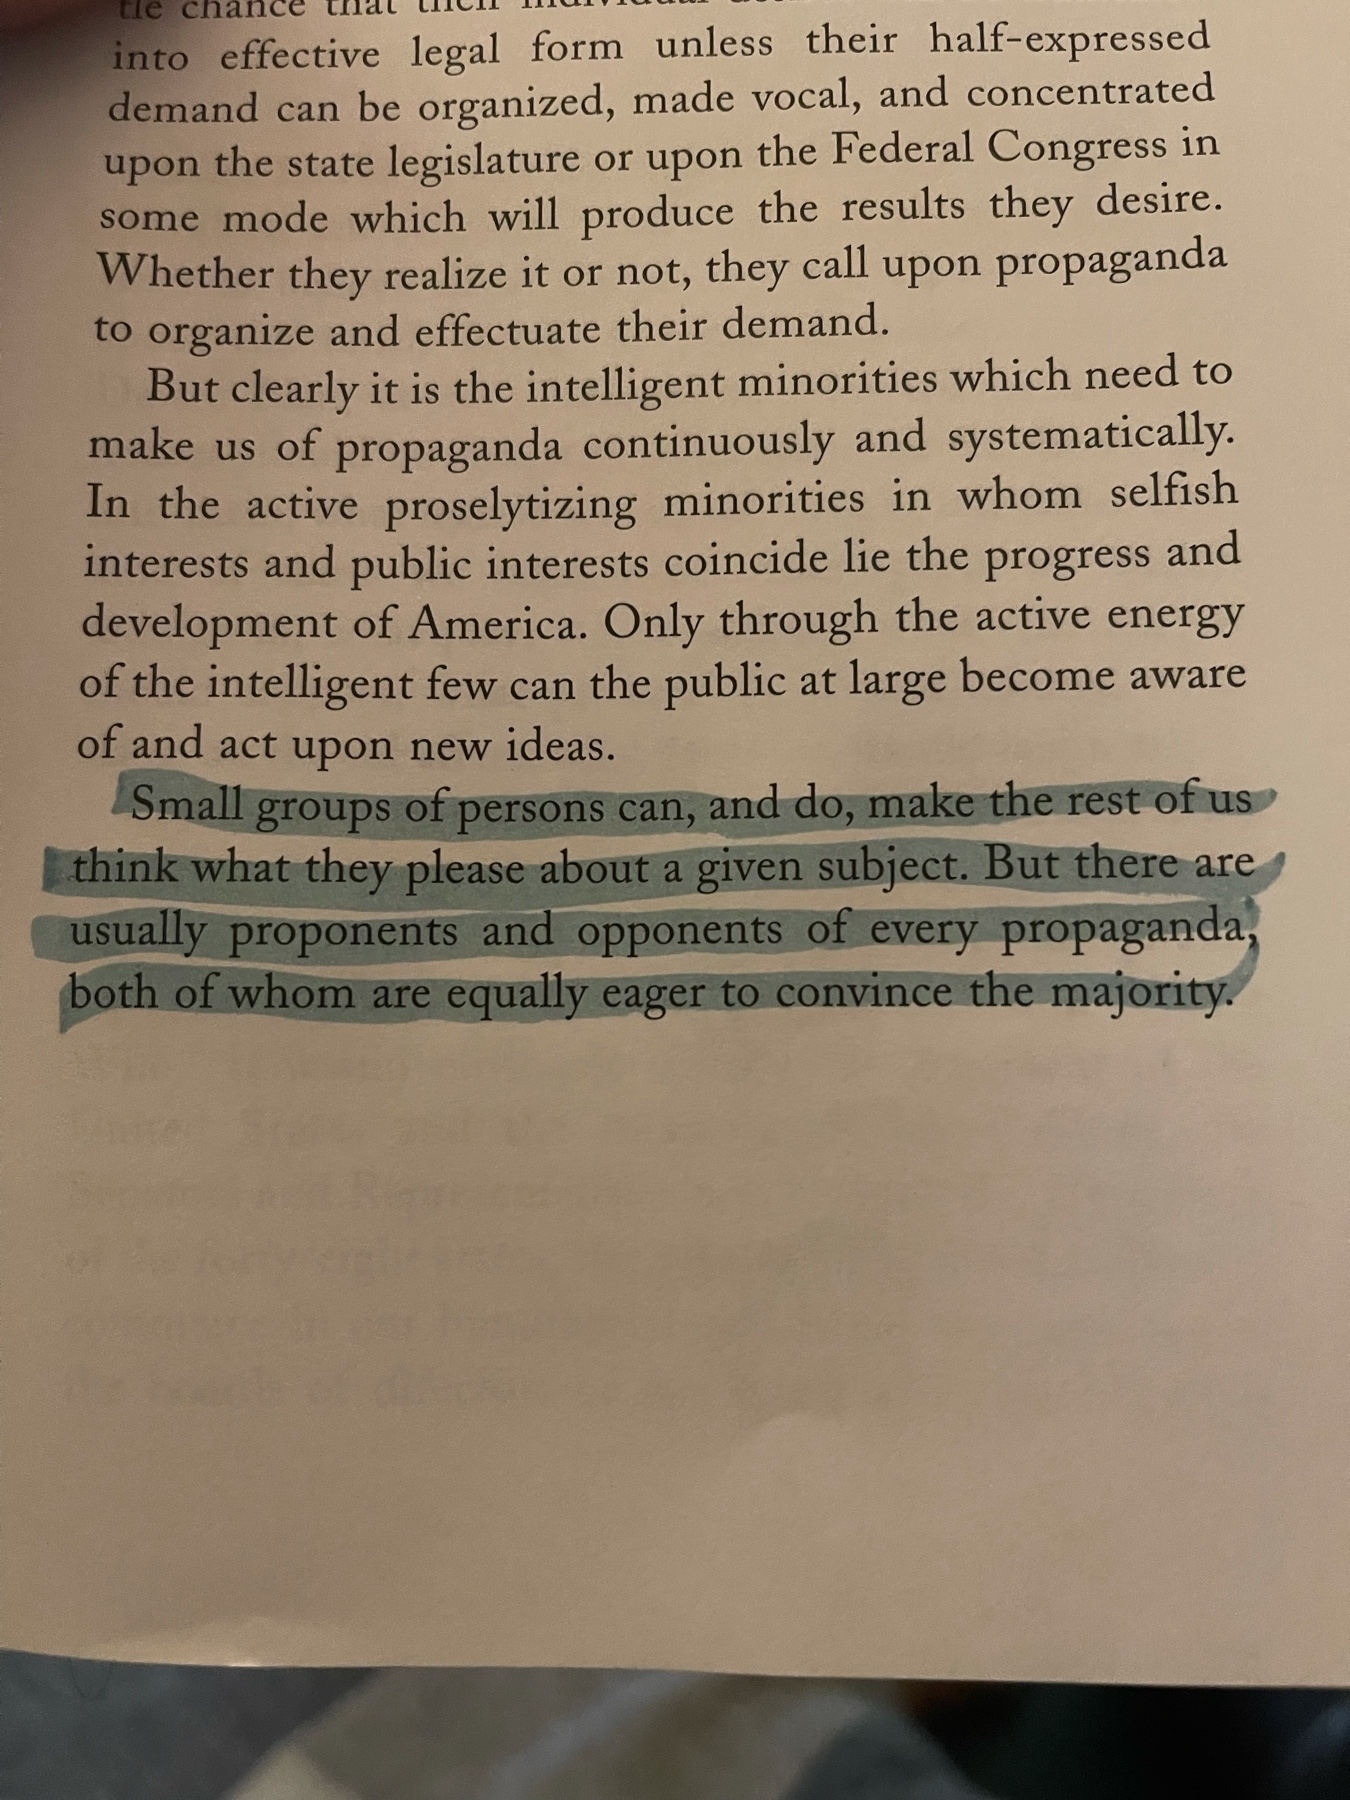 tle chance that their individual
into effective legal form unless their half-expressed
demand can be organized, made vocal, and concentrated
upon the state legislature or upon the Federal Congress in
some mode which will produce the results they desire.
Whether they realize it or not, they call upon propaganda
to organize and effectuate their demand.
But clearly it is the intelligent minorities which need to
make us of propaganda continuously and systematically.
In the active proselytizing minorities in whom selfish
interests and public interests coincide lie the progress and
development of America. Only through the active energy
of the intelligent few can the public at large become aware
of and act upon new ideas.
Small groups of persons can, and do, make the rest of us
think what they please about a given subject. But there are
usually proponents and opponents of every propaganda,
both of whom are equally eager to convince the majority.